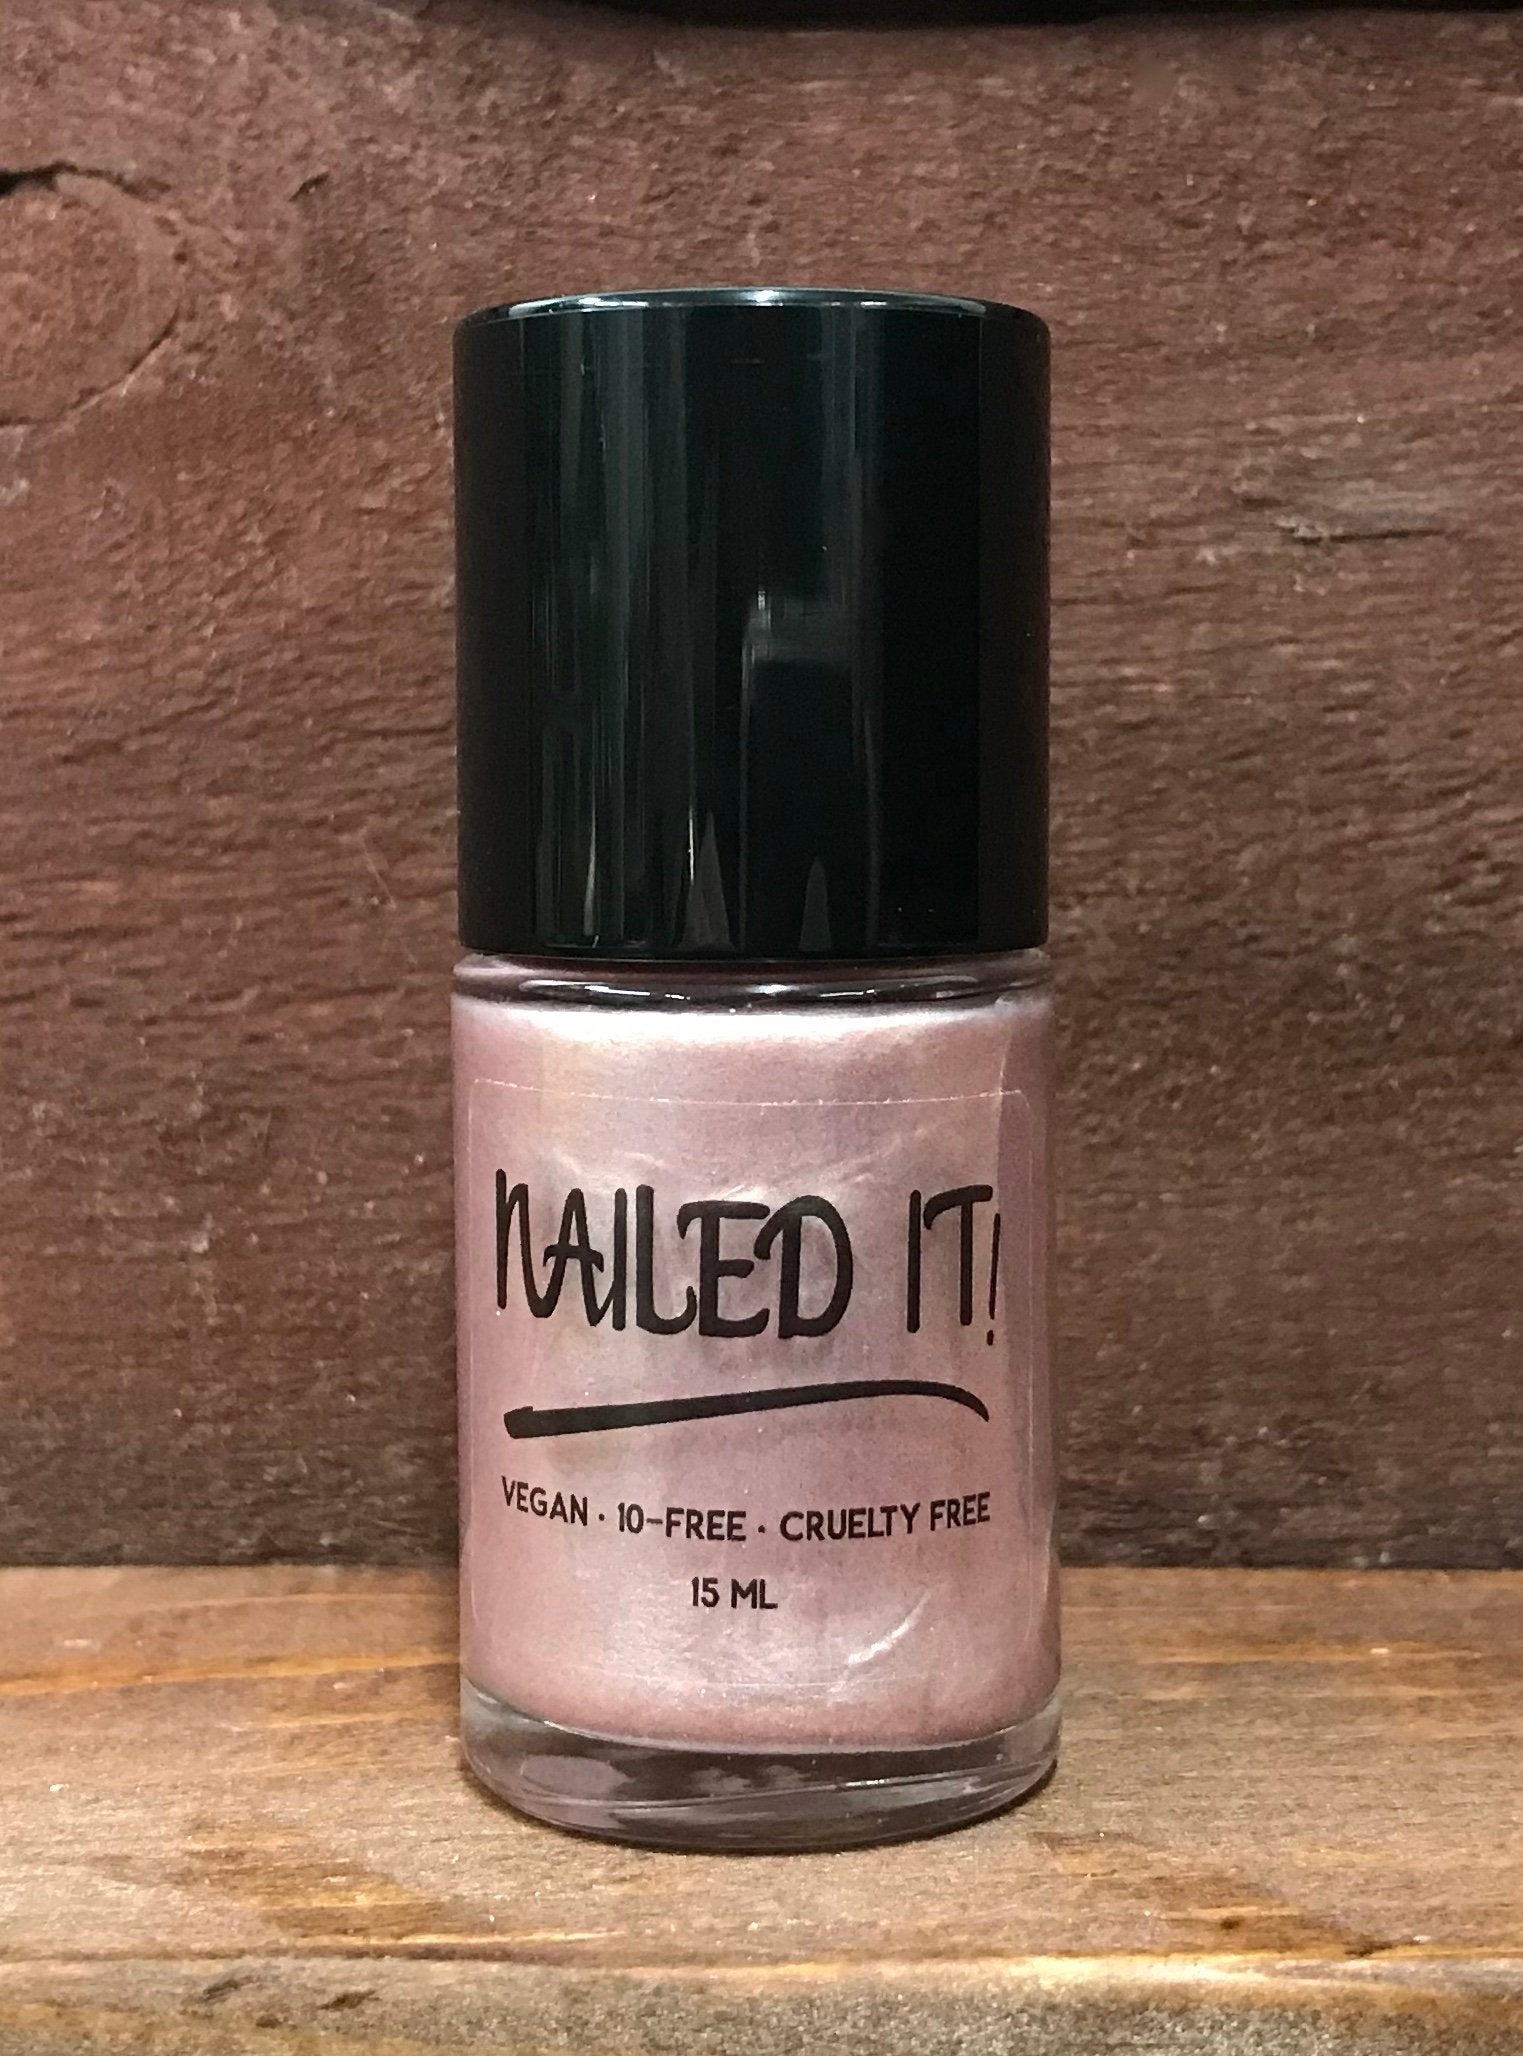 NAILED IT!
VEGAN · 10-FREE · CRUELTY FREE
15 ML